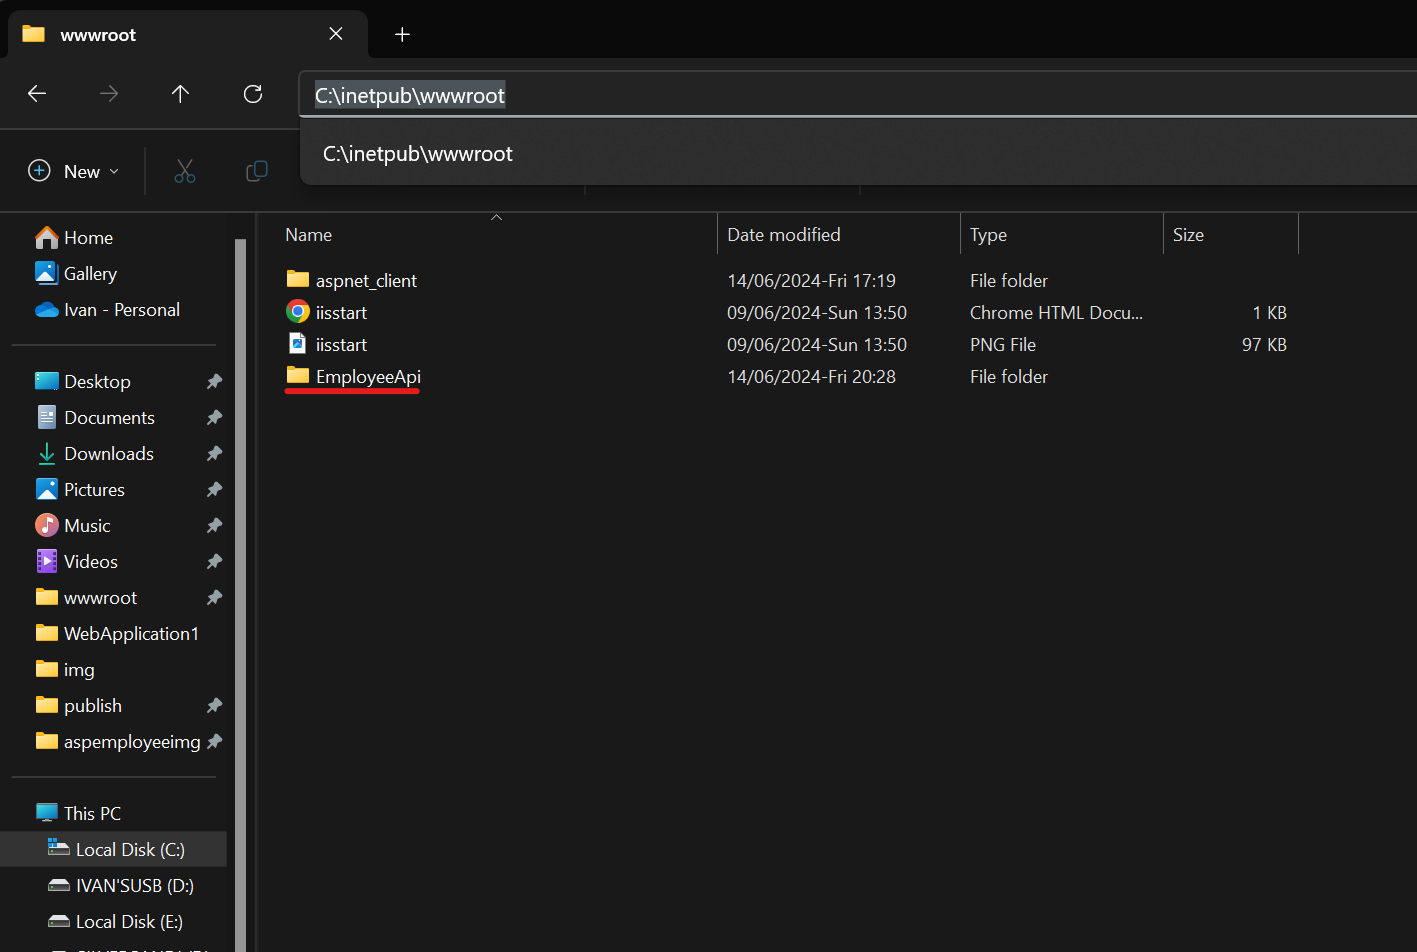 wwwroot
C:\inetpub\wwwroot
C:\inetpub\wwwroot
New
Home
Gallery
Ivan - Personal
Desktop
Documents
Downloads
Pictures
Music
Videos
wwwroot
WebApplication1
img
publish
aspemployeeimg
This PC
Local Disk (C:)
IVAN'SUSB (D:)
Local Disk (E:)
Name Date modified Type Size
aspnet_client 14/06/2024-Fri 17:19 File folder
iisstart 09/06/2024-Sun 13:50 Chrome HTML Docu... 1 KB
iisstart 09/06/2024-Sun 13:50 PNG File 97 KB
EmployeeApi 14/06/2024-Fri 20:28 File folder